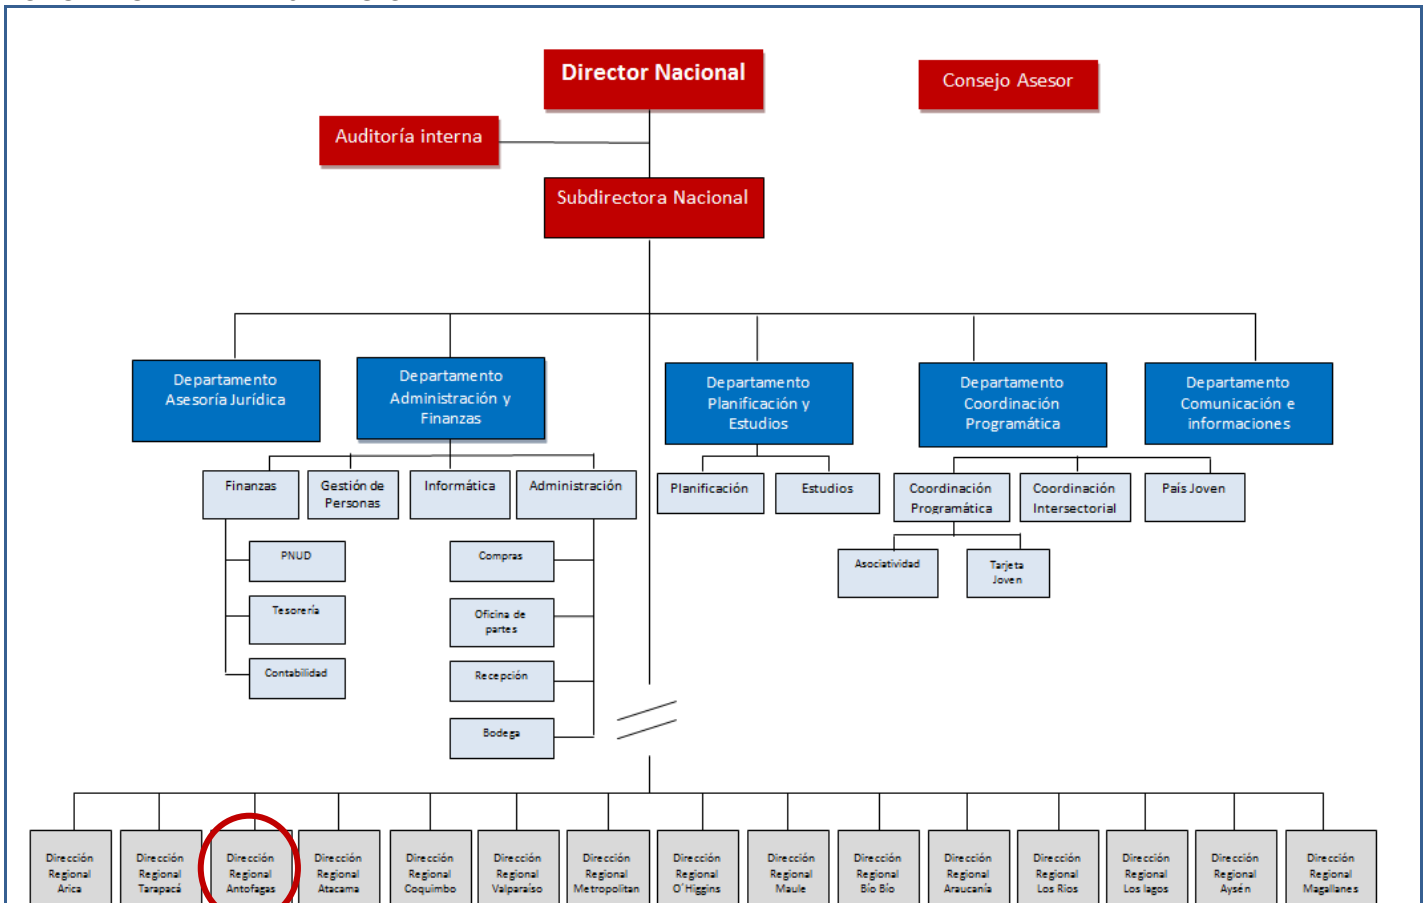 Director Nacional
Consejo Asesor
Auditoría interna
Subdirectora Nacional
Departamento
Asesoría Jurídica
Departamento
Administración y
Finanzas
Departamento
Planificación y
Estudios
Departamento
Coordinación
Programática
Departamento
Comunicación e
informaciones
Finanzas
Gestión de
Personas
Informática
Administración
Planificación
Estudios
Coordinación
Programática
Coordinación
Intersectorial
País Joven
PNUD
Tesorería
Contabilidad
Compras
Oficina de
partes
Recepción
Bodega
Asociatividad
Tarjeta
Joven
Dirección
Regional
Arica
Dirección
Regional
Tarapacá
Dirección
Regional
Antofagas
Dirección
Regional
Atacama
Dirección
Regional
Coquimbo
Dirección
Regional
Valparaíso
Dirección
Regional
Metropolitan
Dirección
Regional
O´Higgins
Dirección
Regional
Maule
Dirección
Regional
Bío Bío
Dirección
Regional
Araucanía
Dirección
Regional
Los Rios
Dirección
Regional
Los lagos
Dirección
Regional
Aysén
Dirección
Regional
Magallanes